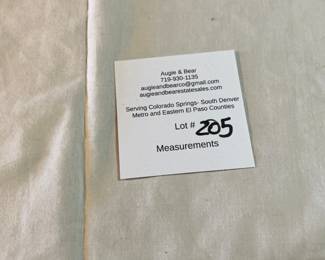 Augie & Bear
719-930-1135
augieandbearco@gmail.com
augieandbearestatesales.com
Serving Colorado Springs- South Denver
Metro and Eastern El Paso Counties
Lot # 205
Measurements